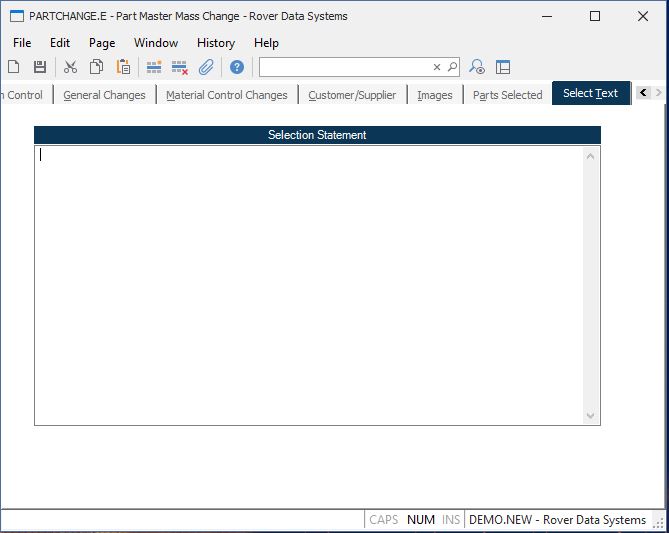 PARTCHANGE.E - Part Master Mass Change - Rover Data Systems
File Edit Page Window History Help
Control General Changes Material Control Changes Customer/Supplier Images Parts Selected Select Text
Selection Statement
CAPS NUM INS DEMO.NEW - Rover Data Systems